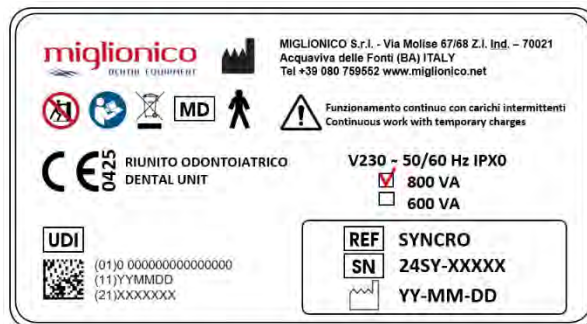 miglionico
DENTAL EQUIPMENT
MIGLIONICO S.r.l. - Via Molise 67/68 Z.I. Ind. – 70021
Acquaviva delle Fonti (BA) ITALY
Tel +39 080 759552 www.miglionico.net
MD
Funzionamento continuo con carichi intermittenti
Continuous work with temporary charges
CE 0425
RIUNITO ODONTOIATRICO
DENTAL UNIT
V230 ~ 50/60 Hz IPX0
800 VA
600 VA
UDI
(01)0 000000000000000
(11)YYMMDD
(21)XXXXXXX
REF SYNCRO
SN 24SY-XXXXX
YY-MM-DD